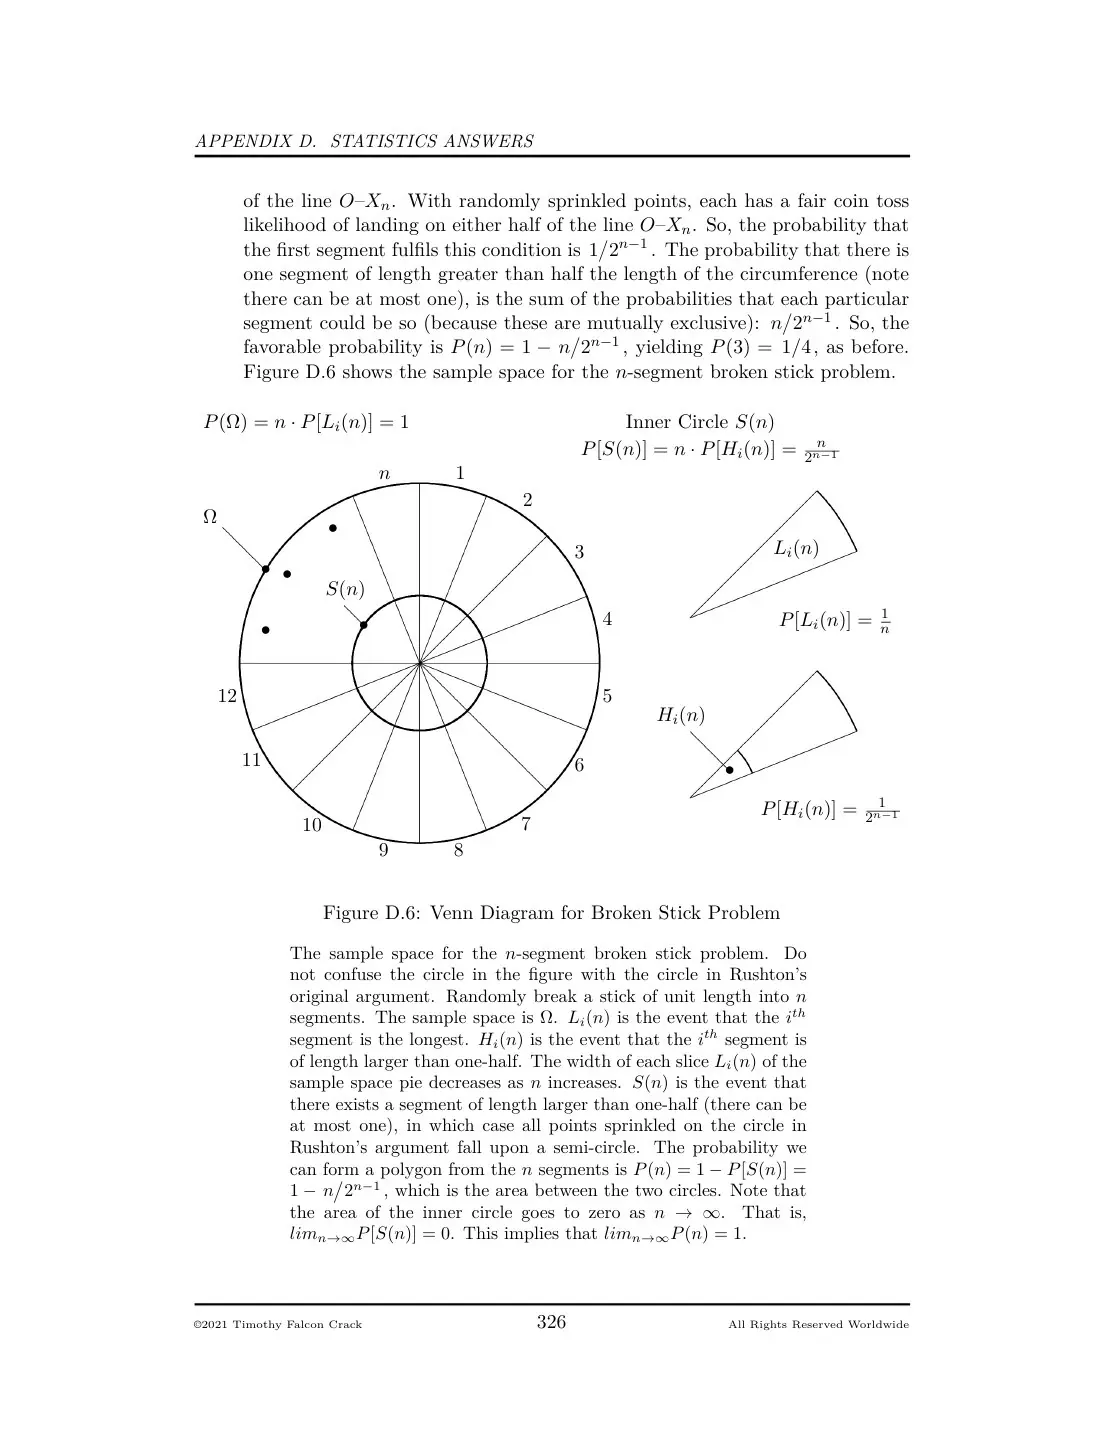 APPENDIX D. STATISTICS ANSWERS
of the line O–Xₙ. With randomly sprinkled points, each has a fair coin toss
likelihood of landing on either half of the line O–Xₙ. So, the probability that
the first segment fulfils this condition is 1/2ⁿ⁻¹. The probability that there is
one segment of length greater than half the length of the circumference (note
there can be at most one), is the sum of the probabilities that each particular
segment could be so (because these are mutually exclusive): n/2ⁿ⁻¹. So, the
favorable probability is P(n) = 1 − n/2ⁿ⁻¹, yielding P(3) = 1/4, as before.
Figure D.6 shows the sample space for the n-segment broken stick problem.
P(Ω) = n · P[Lᵢ(n)] = 1
Inner Circle S(n)
P[S(n)] = n · P[Hᵢ(n)] = n/2ⁿ⁻¹
n
1
2
3
4
5
6
7
8
9
10
11
12
Ω
S(n)
Lᵢ(n)
P[Lᵢ(n)] = 1/n
Hᵢ(n)
P[Hᵢ(n)] = 1/2ⁿ⁻¹
Figure D.6: Venn Diagram for Broken Stick Problem
The sample space for the n-segment broken stick problem. Do
not confuse the circle in the figure with the circle in Rushton's
original argument. Randomly break a stick of unit length into n
segments. The sample space is Ω. Lᵢ(n) is the event that the iᵗʰ
segment is the longest. Hᵢ(n) is the event that the iᵗʰ segment is
of length larger than one-half. The width of each slice Lᵢ(n) of the
sample space pie decreases as n increases. S(n) is the event that
there exists a segment of length larger than one-half (there can be
at most one), in which case all points sprinkled on the circle in
Rushton's argument fall upon a semi-circle. The probability we
can form a polygon from the n segments is P(n) = 1 − P[S(n)] =
1 − n/2ⁿ⁻¹, which is the area between the two circles. Note that
the area of the inner circle goes to zero as n → ∞. That is,
limₙ→∞P[S(n)] = 0. This implies that limₙ→∞P(n) = 1.
©2021 Timothy Falcon Crack
326
All Rights Reserved Worldwide